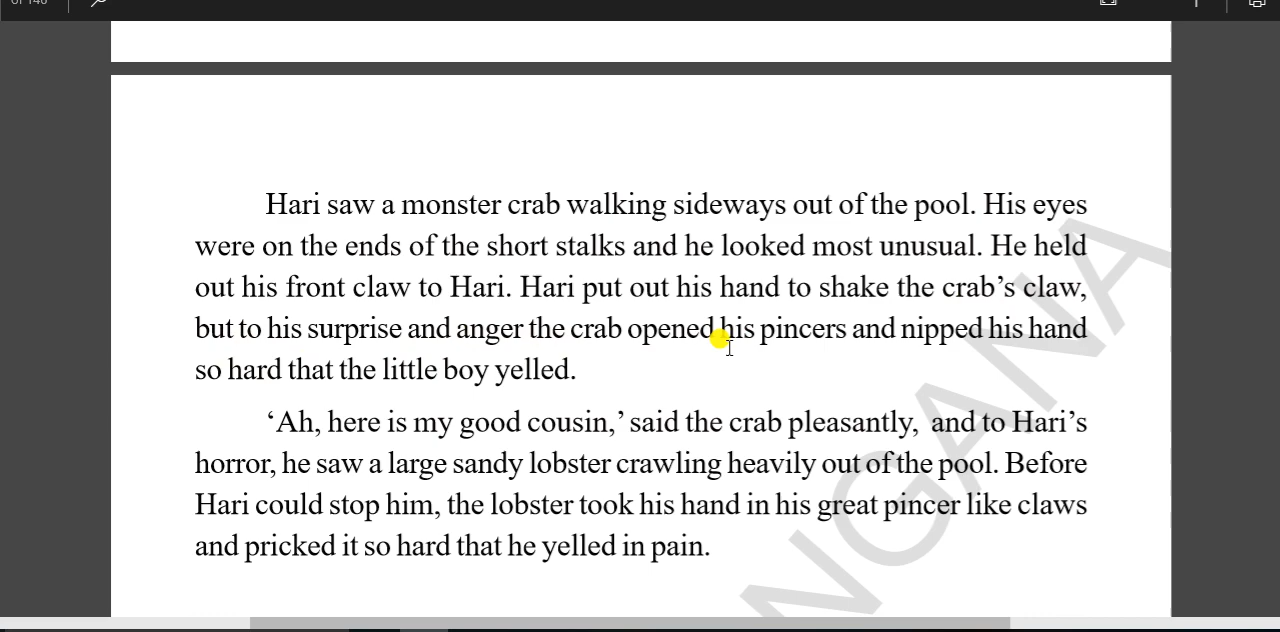 of 146
Hari saw a monster crab walking sideways out of the pool. His eyes
were on the ends of the short stalks and he looked most unusual. He held
out his front claw to Hari. Hari put out his hand to shake the crab’s claw,
but to his surprise and anger the crab opened his pincers and nipped his hand
so hard that the little boy yelled.
‘Ah, here is my good cousin,’ said the crab pleasantly, and to Hari’s
horror, he saw a large sandy lobster crawling heavily out of the pool. Before
Hari could stop him, the lobster took his hand in his great pincer like claws
and pricked it so hard that he yelled in pain.
NGANA